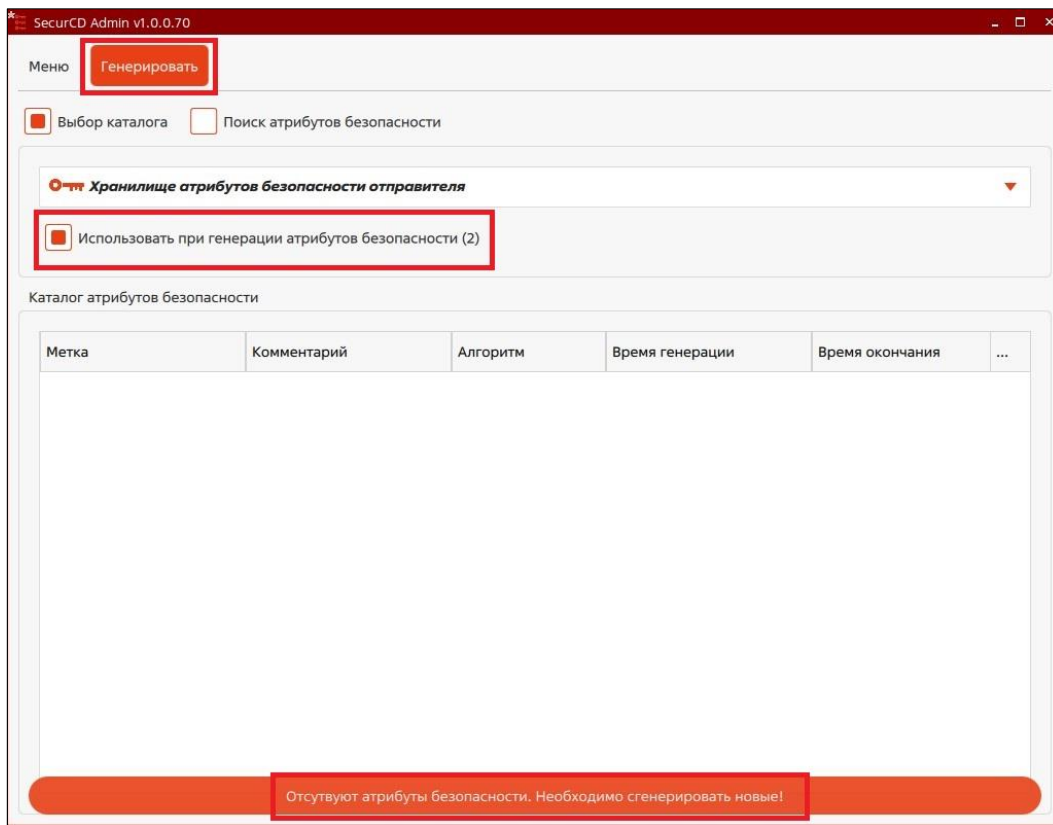 SecurCD Admin v1.0.0.70
Меню Генерировать
Выбор каталога Поиск атрибутов безопасности
Хранилище атрибутов безопасности отправителя
Использовать при генерации атрибутов безопасности (2)
Каталог атрибутов безопасности
Метка Комментарий Алгоритм Время генерации Время окончания ...
Отсутвуют атрибуты безопасности. Необходимо сгенерировать новые!